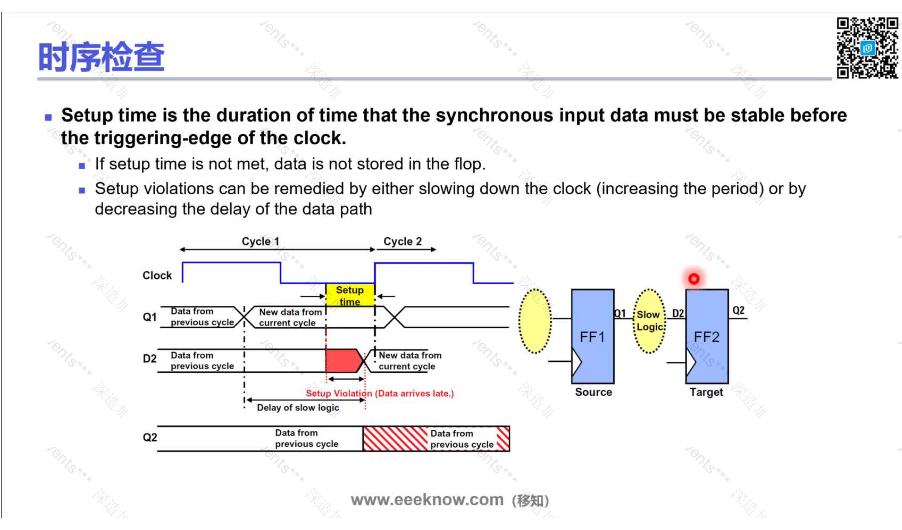 时序检查
Setup time is the duration of time that the synchronous input data must be stable before
the triggering-edge of the clock.
If setup time is not met, data is not stored in the flop.
Setup violations can be remedied by either slowing down the clock (increasing the period) or by
decreasing the delay of the data path
Cycle 1
Cycle 2
Clock
Setup
time
Q1
Data from
previous cycle
New data from
current cycle
D2
Data from
previous cycle
New data from
current cycle
Setup Violation (Data arrives late.)
Delay of slow logic
Q2
Data from
previous cycle
Data from
previous cycle
FF1
Source
Q1
Slow
Logic
D2
FF2
Target
Q2
www.eeeknow.com（移知）